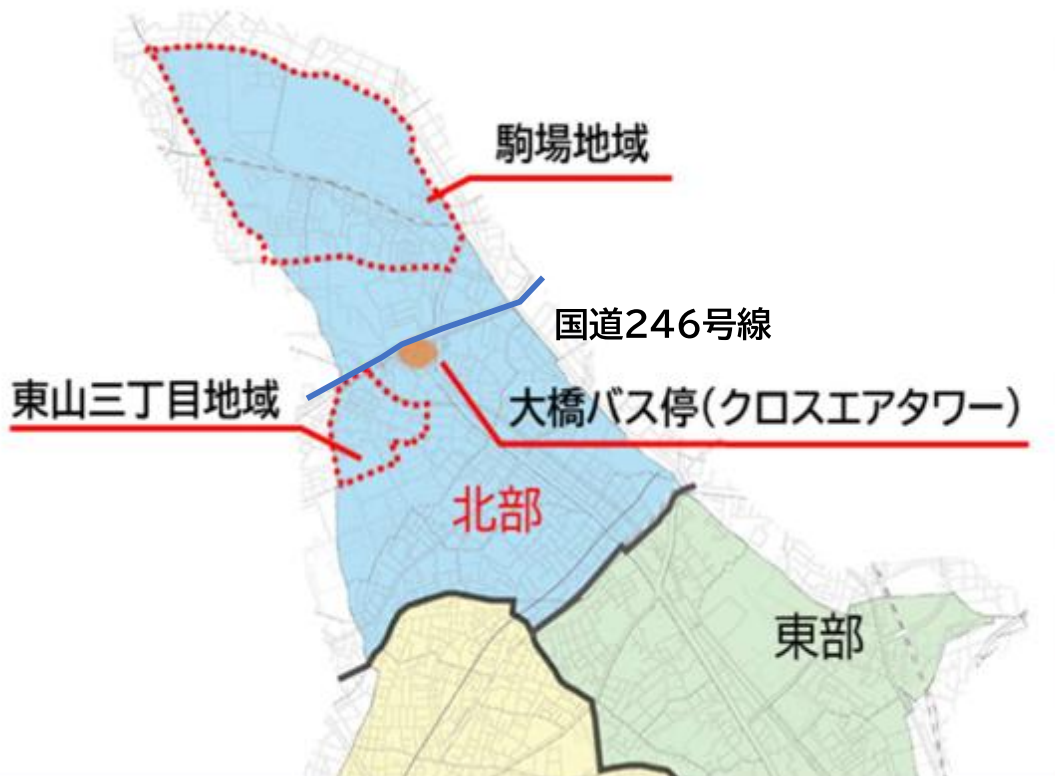 駒場地域
国道246号線
東山三丁目地域
大橋バス停(クロスエアタワー)
北部
東部